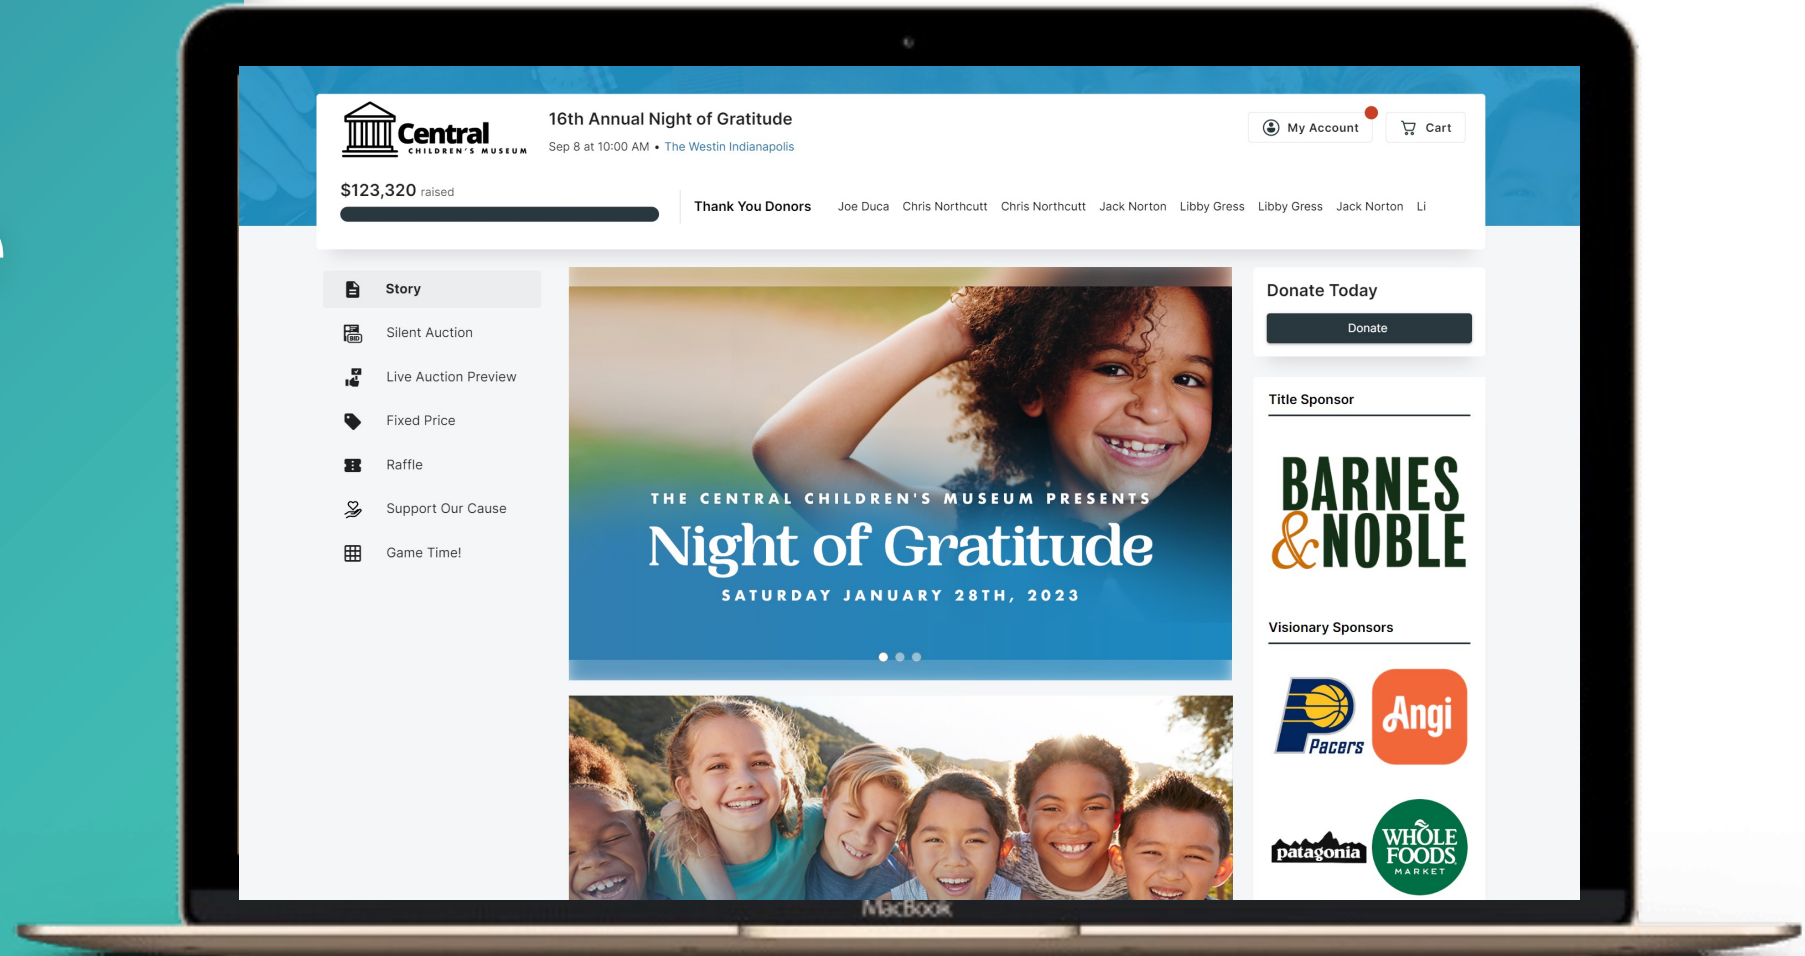 Central
CHILDREN'S MUSEUM
16th Annual Night of Gratitude
Sep 8 at 10:00 AM • The Westin Indianapolis
My Account
Cart
$123,320 raised
Thank You Donors Joe Duca Chris Northcutt Chris Northcutt Jack Norton Libby Gress Libby Gress Jack Norton Li
Story
Silent Auction
BID
Live Auction Preview
Fixed Price
Raffle
Support Our Cause
Game Time!
THE CENTRAL CHILDREN'S MUSEUM PRESENTS
Night of Gratitude
SATURDAY JANUARY 28TH, 2023
Donate Today
Donate
Title Sponsor
BARNES
&NOBLE
Visionary Sponsors
Pacers
Angi
patagonia
WHÕLE
FOODS
MARKET
MacBook